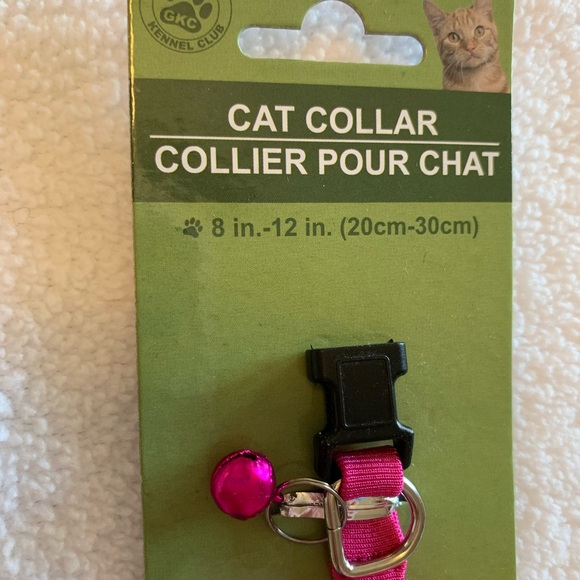 GKC
KENNEL CLUB
CAT COLLAR
COLLIER POUR CHAT
8 in.-12 in. (20cm-30cm)